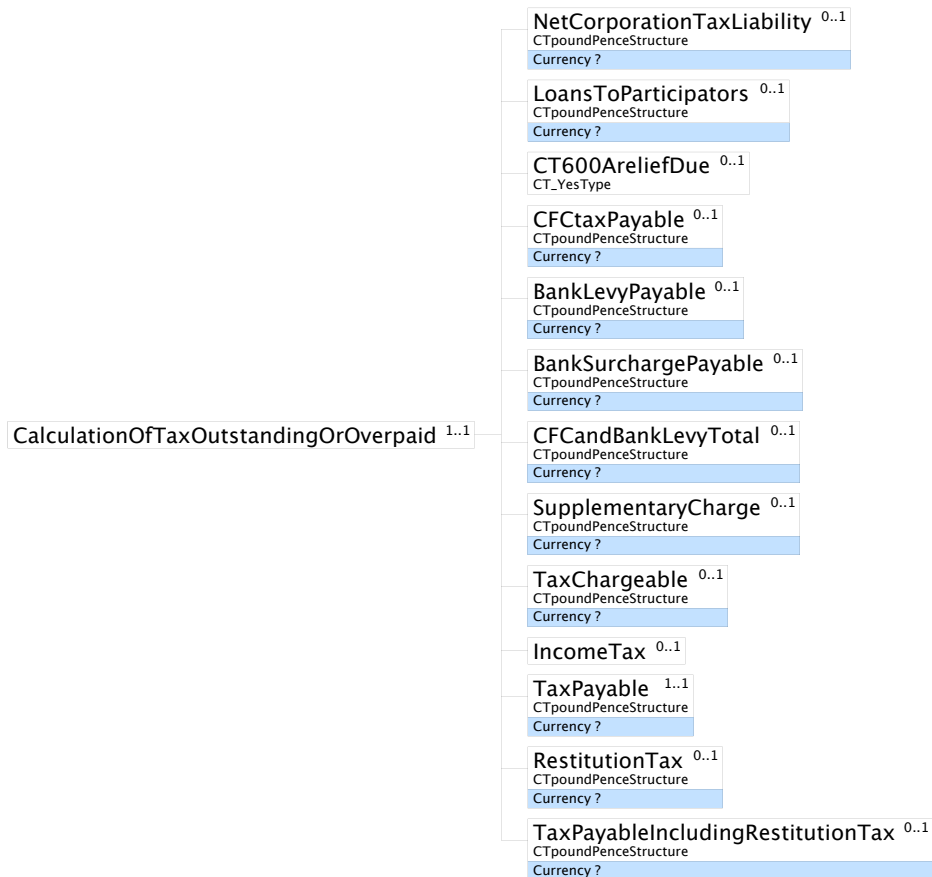 NetCorporationTaxLiability 0..1
CTpoundPenceStructure
Currency ?
LoansToParticipators 0..1
CTpoundPenceStructure
Currency ?
CT600AreliefDue 0..1
CT_YesType
CFCtaxPayable 0..1
CTpoundPenceStructure
Currency ?
BankLevyPayable 0..1
CTpoundPenceStructure
Currency ?
BankSurchargePayable 0..1
CTpoundPenceStructure
Currency ?
CalculationOfTaxOutstandingOrOverpaid 1..1
CFCandBankLevyTotal 0..1
CTpoundPenceStructure
Currency ?
SupplementaryCharge 0..1
CTpoundPenceStructure
Currency ?
TaxChargeable 0..1
CTpoundPenceStructure
Currency ?
IncomeTax 0..1
TaxPayable 1..1
CTpoundPenceStructure
Currency ?
RestitutionTax 0..1
CTpoundPenceStructure
Currency ?
TaxPayableIncludingRestitutionTax 0..1
CTpoundPenceStructure
Currency ?